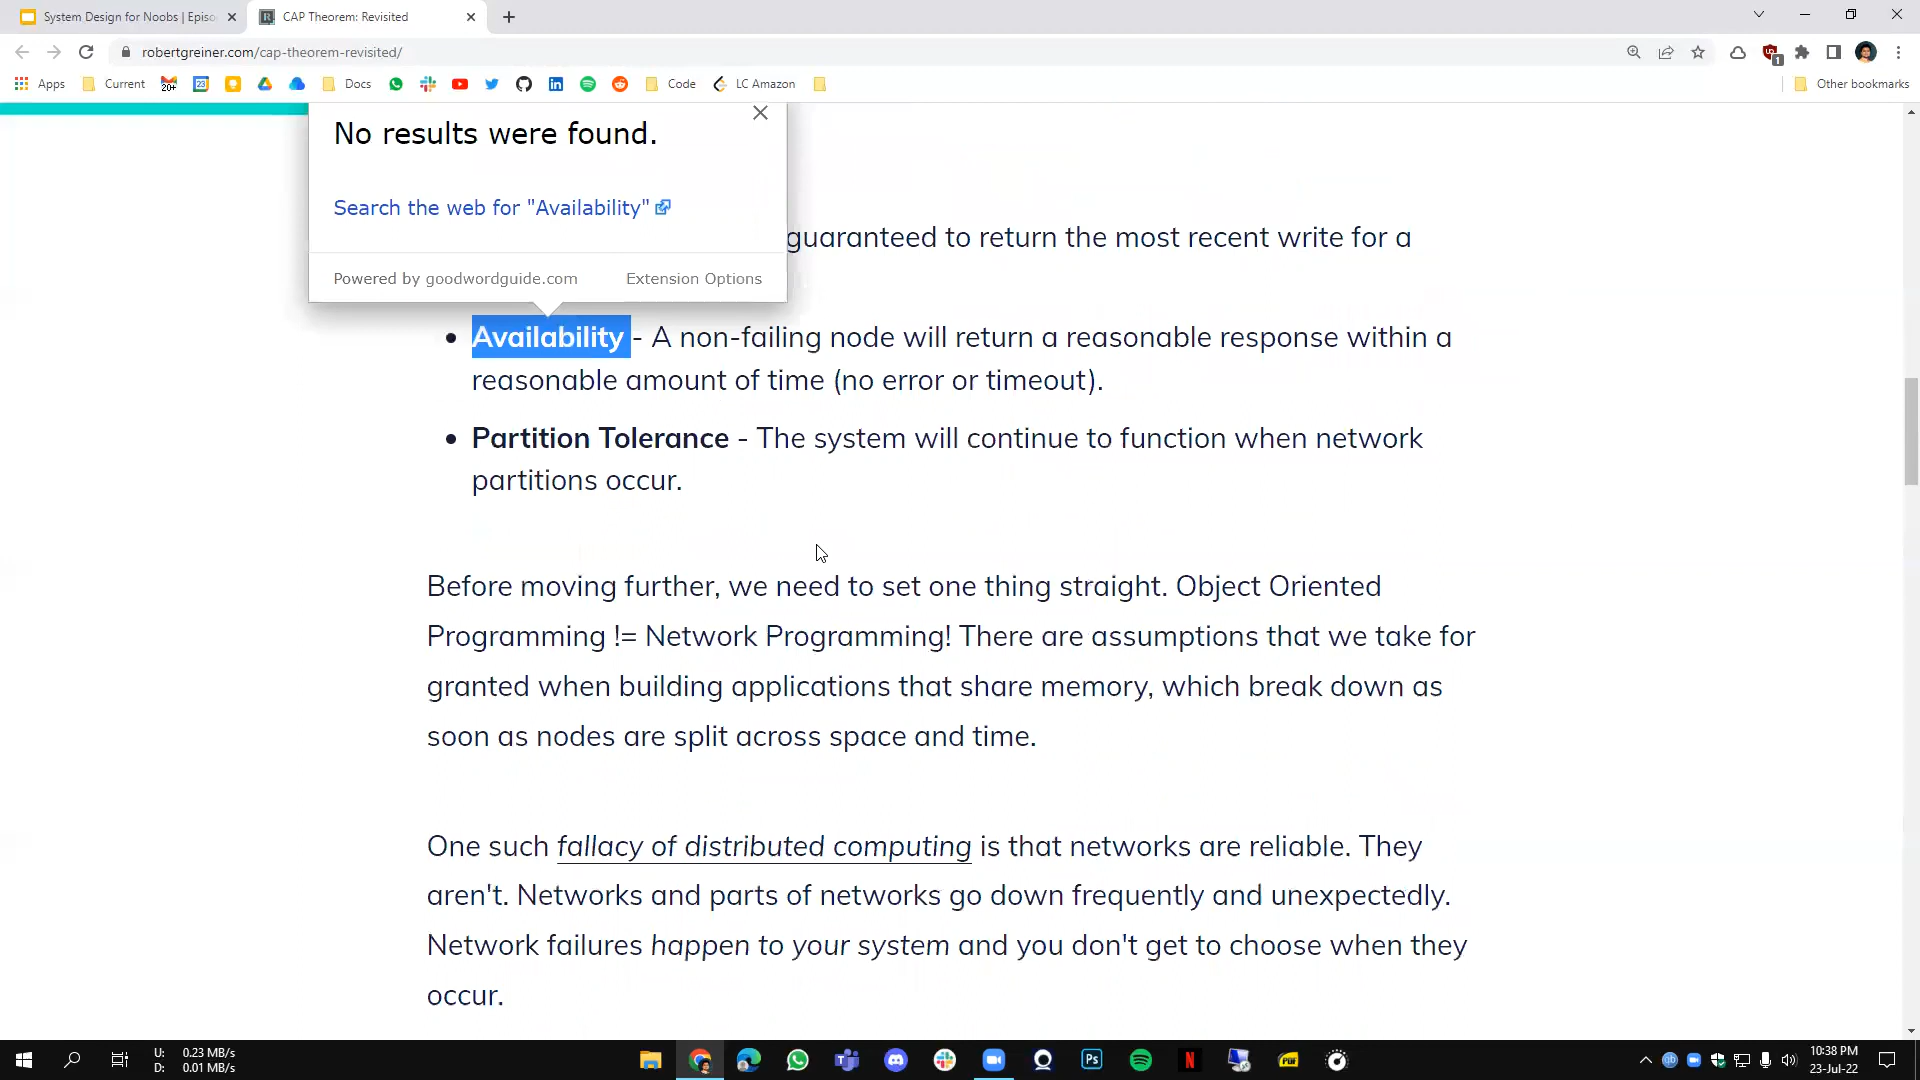 System Design for Noobs | Episo
CAP Theorem: Revisited
robertgreiner.com/cap-theorem-revisited/
1
Apps
Current
20+
23
Docs
Code
LC Amazon
Other bookmarks
No results were found.
Search the web for "Availability"
Powered by goodwordguide.com
Extension Options
guaranteed to return the most recent write for a
• Availability - A non-failing node will return a reasonable response within a
reasonable amount of time (no error or timeout).
• Partition Tolerance - The system will continue to function when network
partitions occur.
Before moving further, we need to set one thing straight. Object Oriented
Programming != Network Programming! There are assumptions that we take for
granted when building applications that share memory, which break down as
soon as nodes are split across space and time.
One such fallacy of distributed computing is that networks are reliable. They
aren't. Networks and parts of networks go down frequently and unexpectedly.
Network failures happen to your system and you don't get to choose when they
occur.
U: 0.23 MB/s
D: 0.01 MB/s
Ps
N
PDF
gb
10:38 PM
23-Jul-22